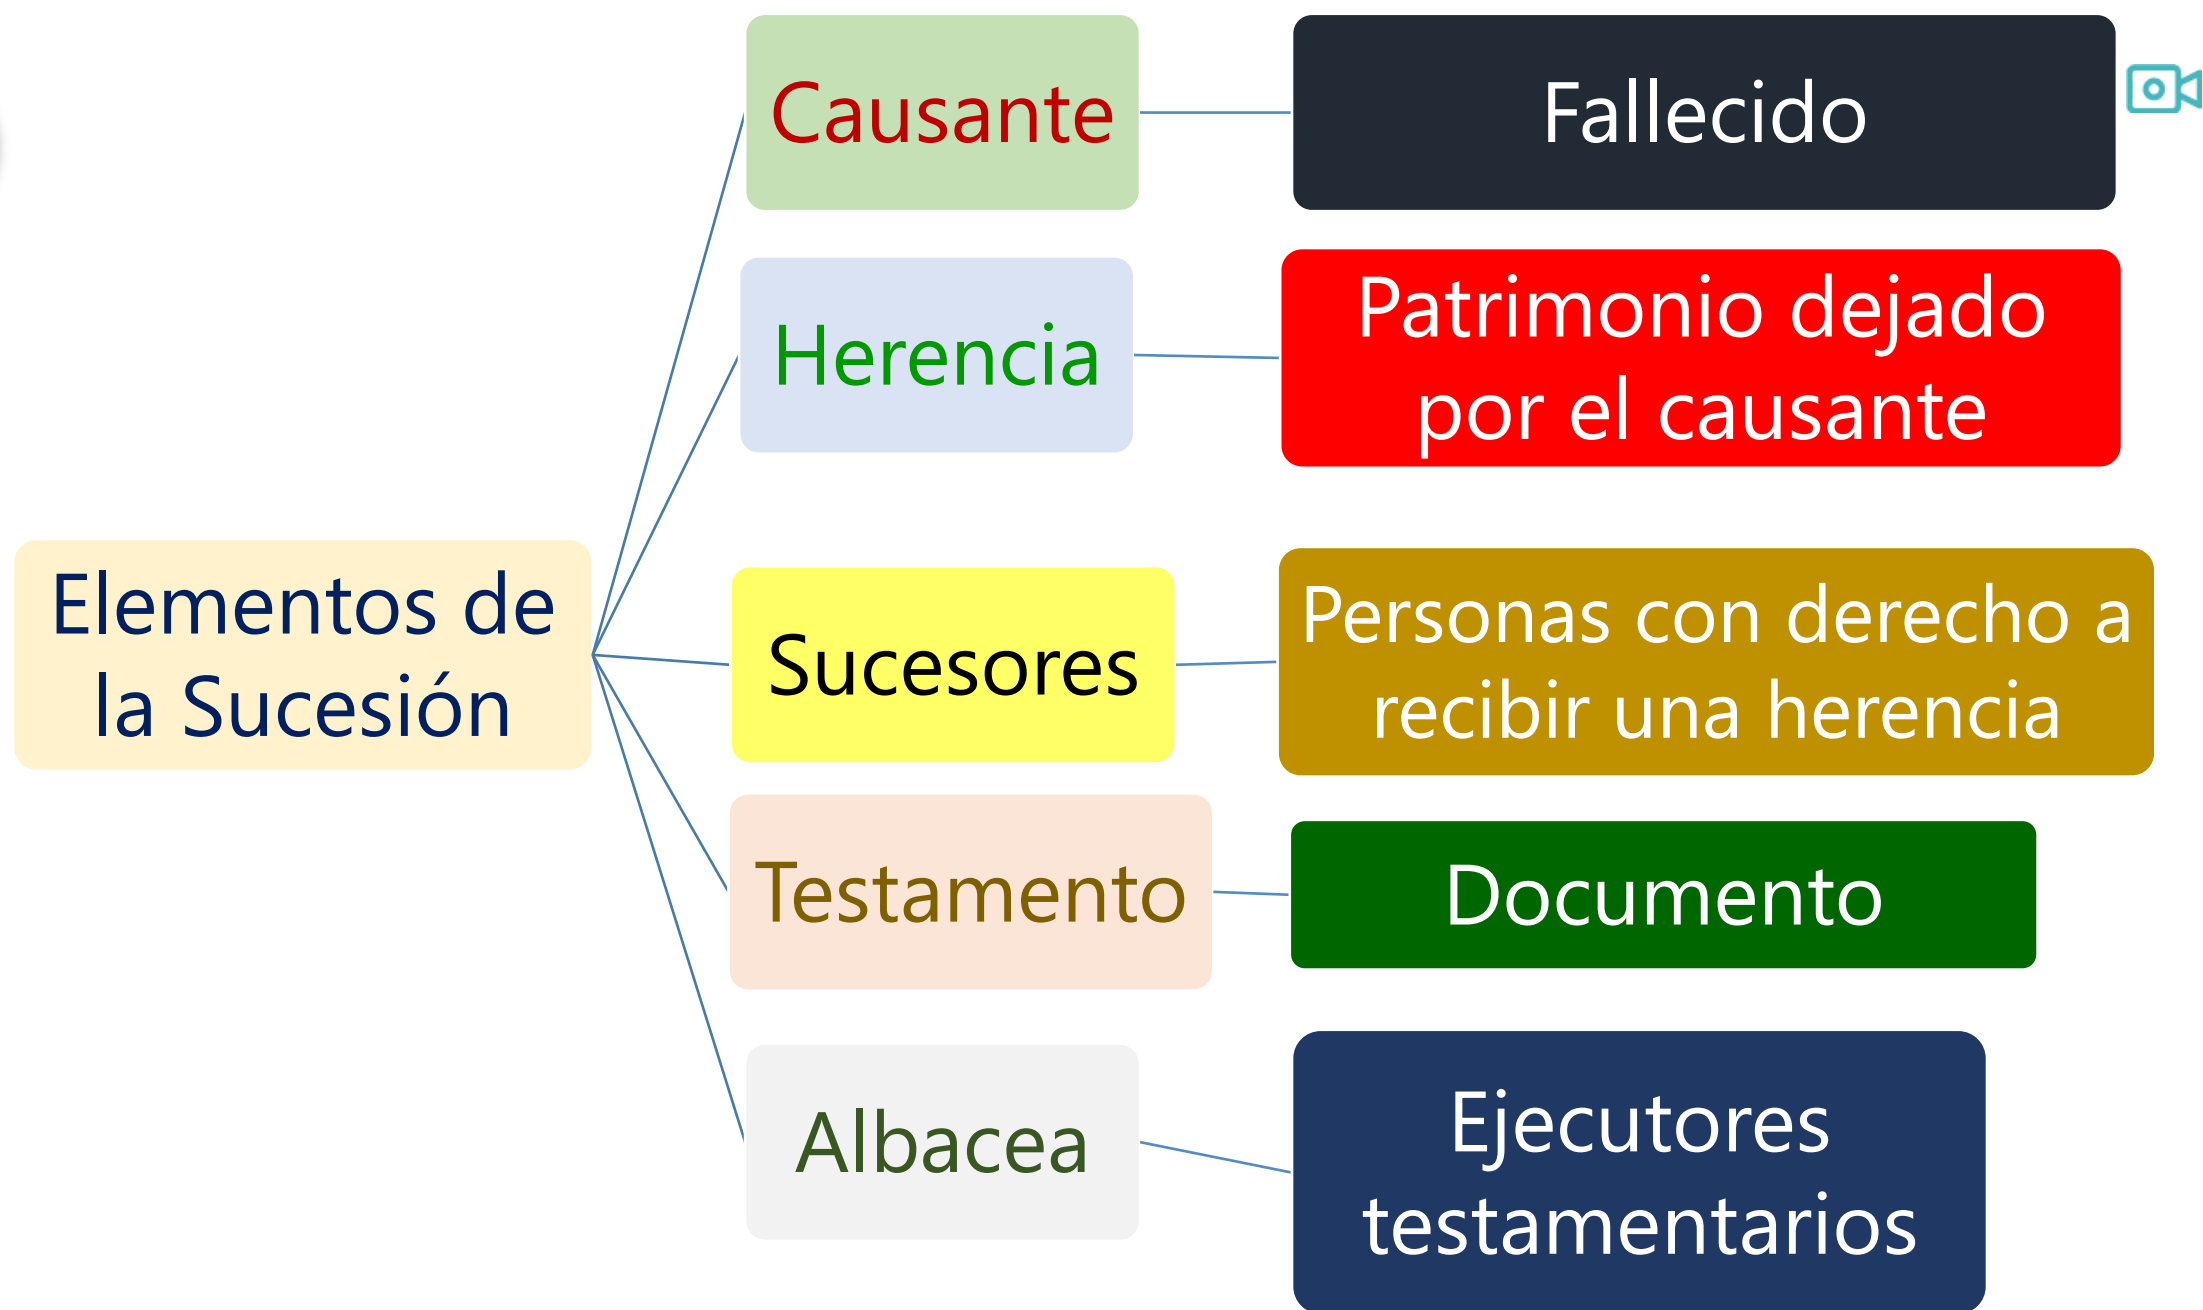 Elementos de
la Sucesión
Causante
Fallecido
Herencia
Patrimonio dejado
por el causante
Sucesores
Personas con derecho a
recibir una herencia
Testamento
Documento
Albacea
Ejecutores
testamentarios